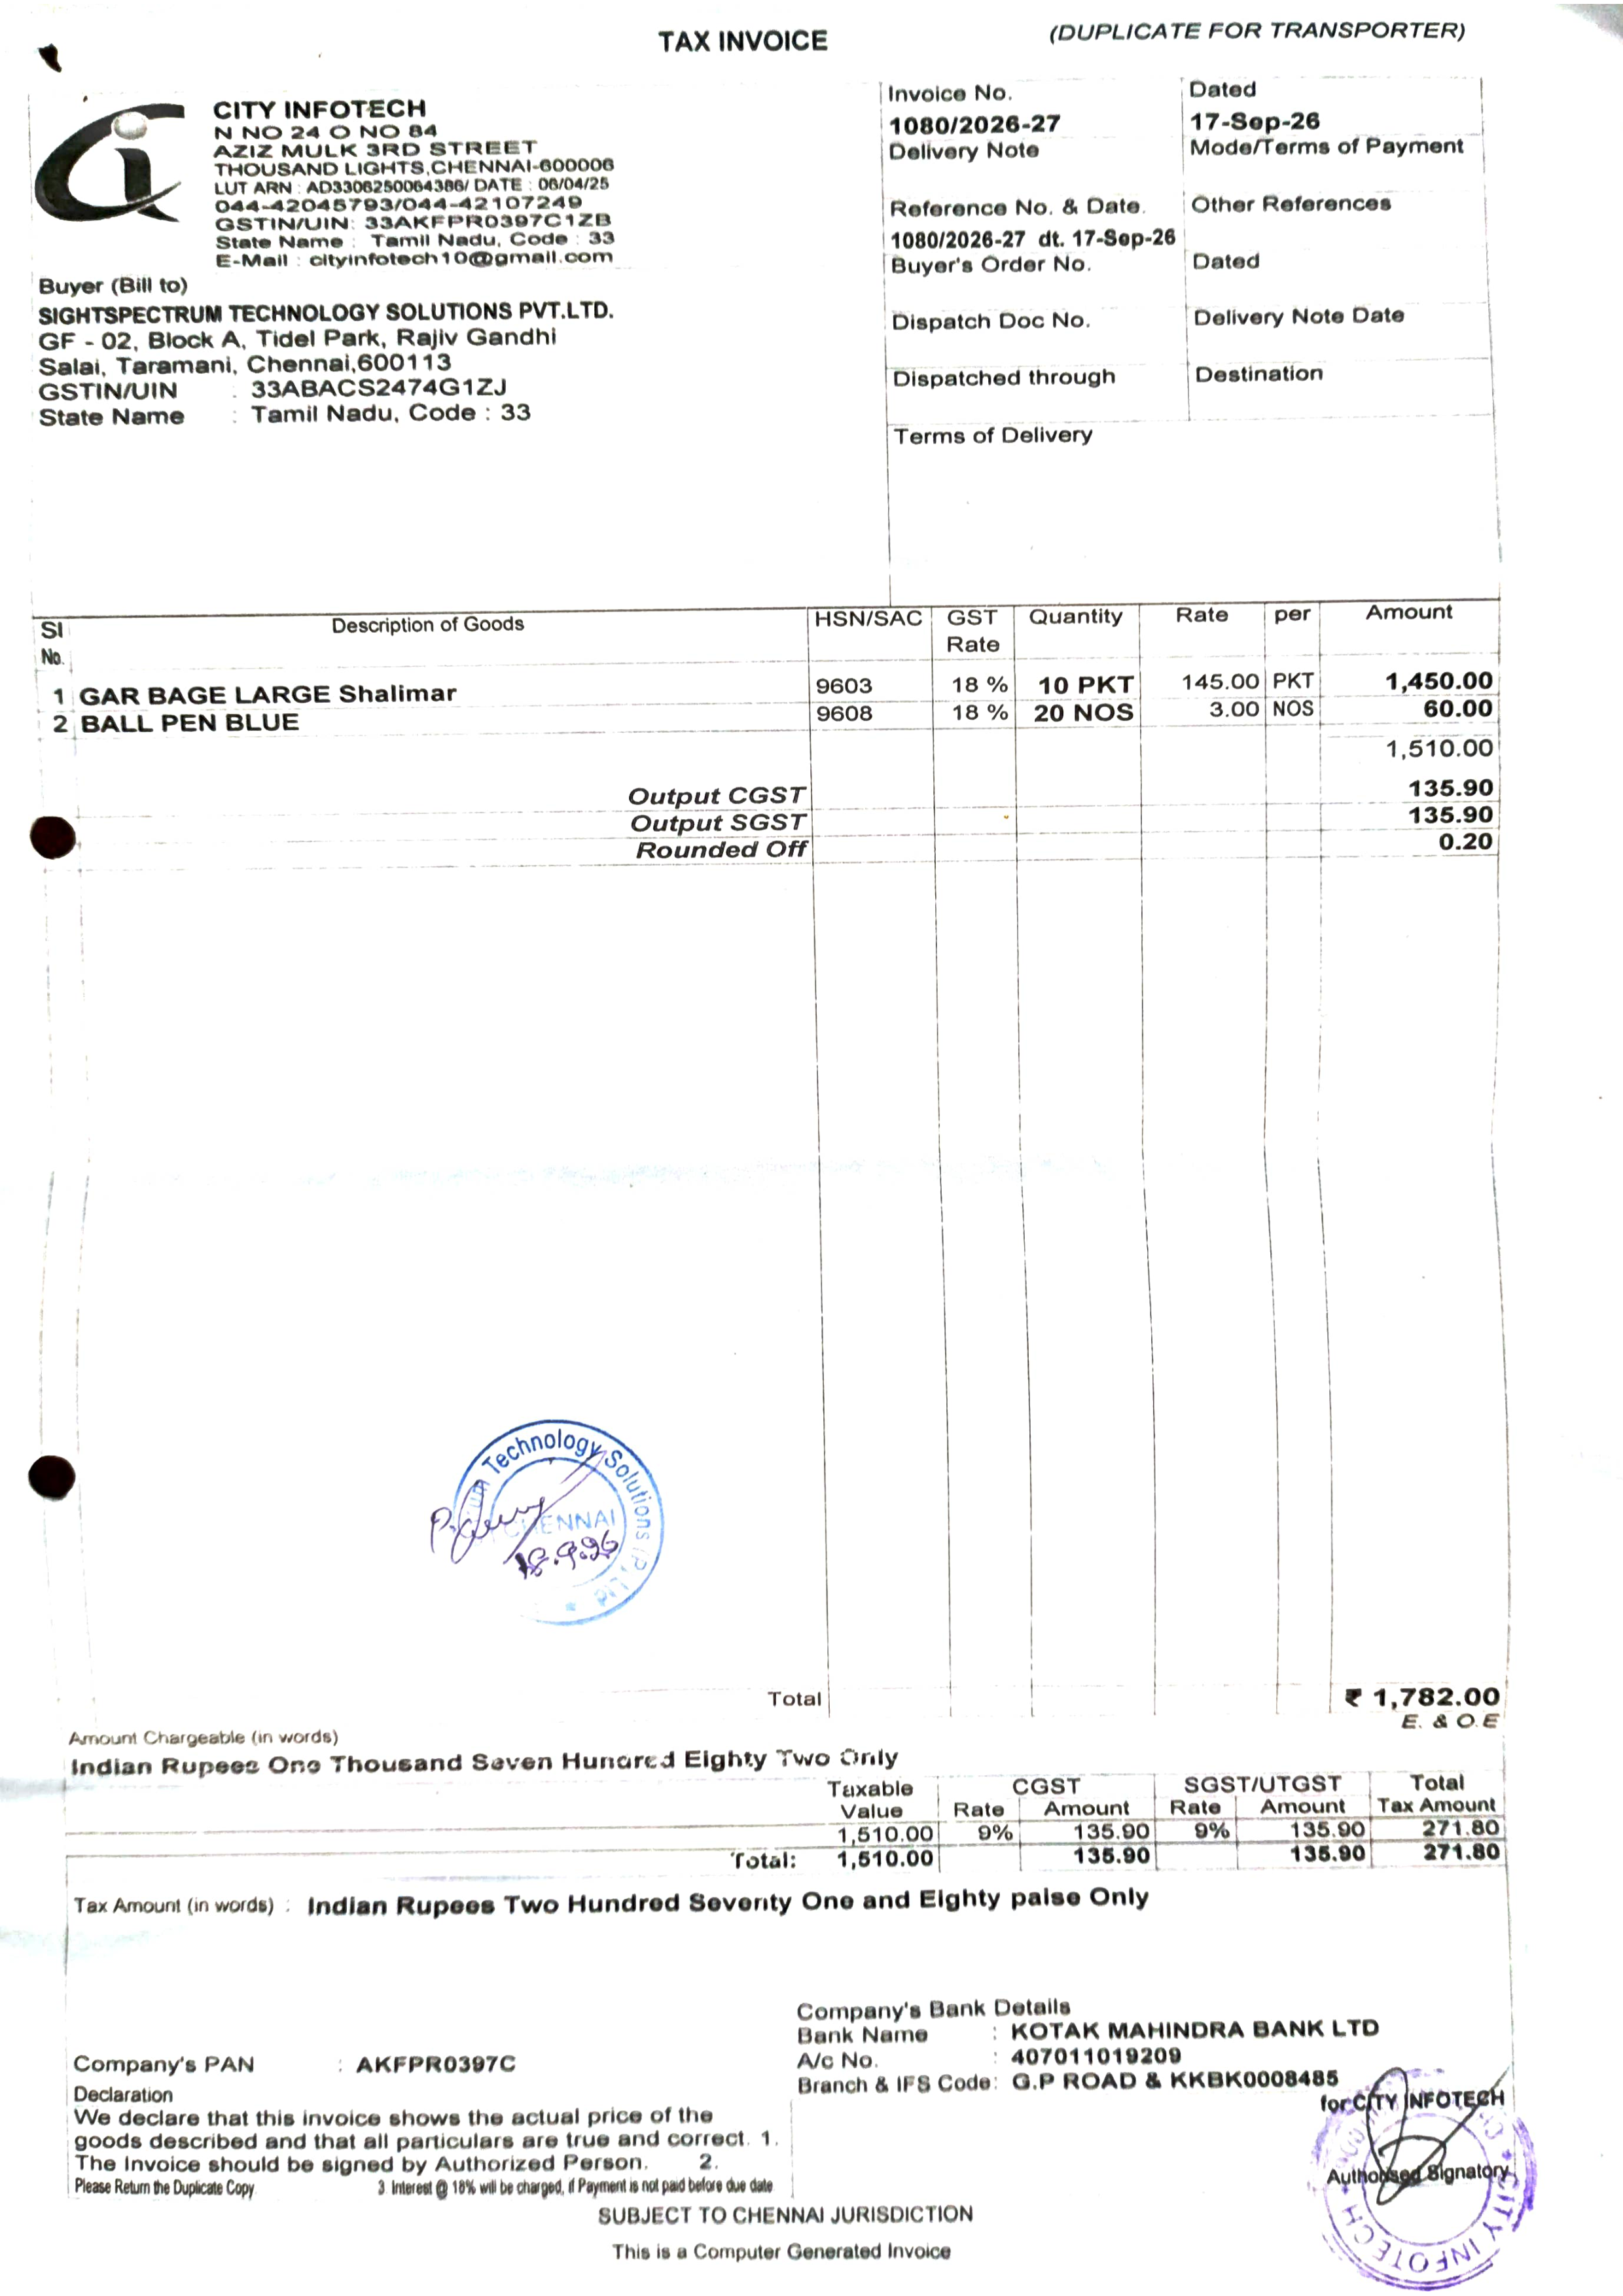 TAX INVOICE
(DUPLICATE FOR TRANSPORTER)
CITY INFOTECH
N NO 24 O NO 84
AZIZ MULK 3RD STREET
THOUSAND LIGHTS,CHENNAI-600006
LUT ARN : AD3306250064386/ DATE : 06/04/25
044-42045793/044-42107249
GSTIN/UIN: 33AKFPR0397C1ZB
State Name : Tamil Nadu, Code : 33
E-Mail : cityinfotech10@gmail.com
Buyer (Bill to)
SIGHTSPECTRUM TECHNOLOGY SOLUTIONS PVT.LTD.
GF - 02, Block A, Tidel Park, Rajiv Gandhi
Salai, Taramani, Chennai,600113
GSTIN/UIN : 33ABACS2474G1ZJ
State Name : Tamil Nadu, Code : 33
Invoice No. Dated
1080/2026-27 17-Sep-26
Delivery Note Mode/Terms of Payment
Reference No. & Date. Other References
1080/2026-27 dt. 17-Sep-26
Buyer's Order No. Dated
Dispatch Doc No. Delivery Note Date
Dispatched through Destination
Terms of Delivery
Sl No. Description of Goods HSN/SAC GST Rate Quantity Rate per Amount
1 GAR BAGE LARGE Shalimar 9603 18 % 10 PKT 145.00 PKT 1,450.00
2 BALL PEN BLUE 9608 18 % 20 NOS 3.00 NOS 60.00
1,510.00
Output CGST 135.90
Output SGST 135.90
Rounded Off 0.20
Technology Solutions (P) Ltd
CHENNAI
18.9.26
Total ₹ 1,782.00
E. & O.E
Amount Chargeable (in words)
Indian Rupees One Thousand Seven Hundred Eighty Two Only
Taxable Value CGST SGST/UTGST Total Tax Amount
Rate Amount Rate Amount
1,510.00 9% 135.90 9% 135.90 271.80
Total: 1,510.00 135.90 135.90 271.80
Tax Amount (in words) : Indian Rupees Two Hundred Seventy One and Eighty paise Only
Company's Bank Details
Bank Name : KOTAK MAHINDRA BANK LTD
A/c No. : 407011019209
Branch & IFS Code: G.P ROAD & KKBK0008485
Company's PAN : AKFPR0397C
Declaration
We declare that this invoice shows the actual price of the
goods described and that all particulars are true and correct. 1.
The Invoice should be signed by Authorized Person. 2.
Please Return the Duplicate Copy 3 Interest @ 18% will be charged, if Payment is not paid before due date
for CITY INFOTECH
Authorised Signatory
CITY INFOTECH
SUBJECT TO CHENNAI JURISDICTION
This is a Computer Generated Invoice